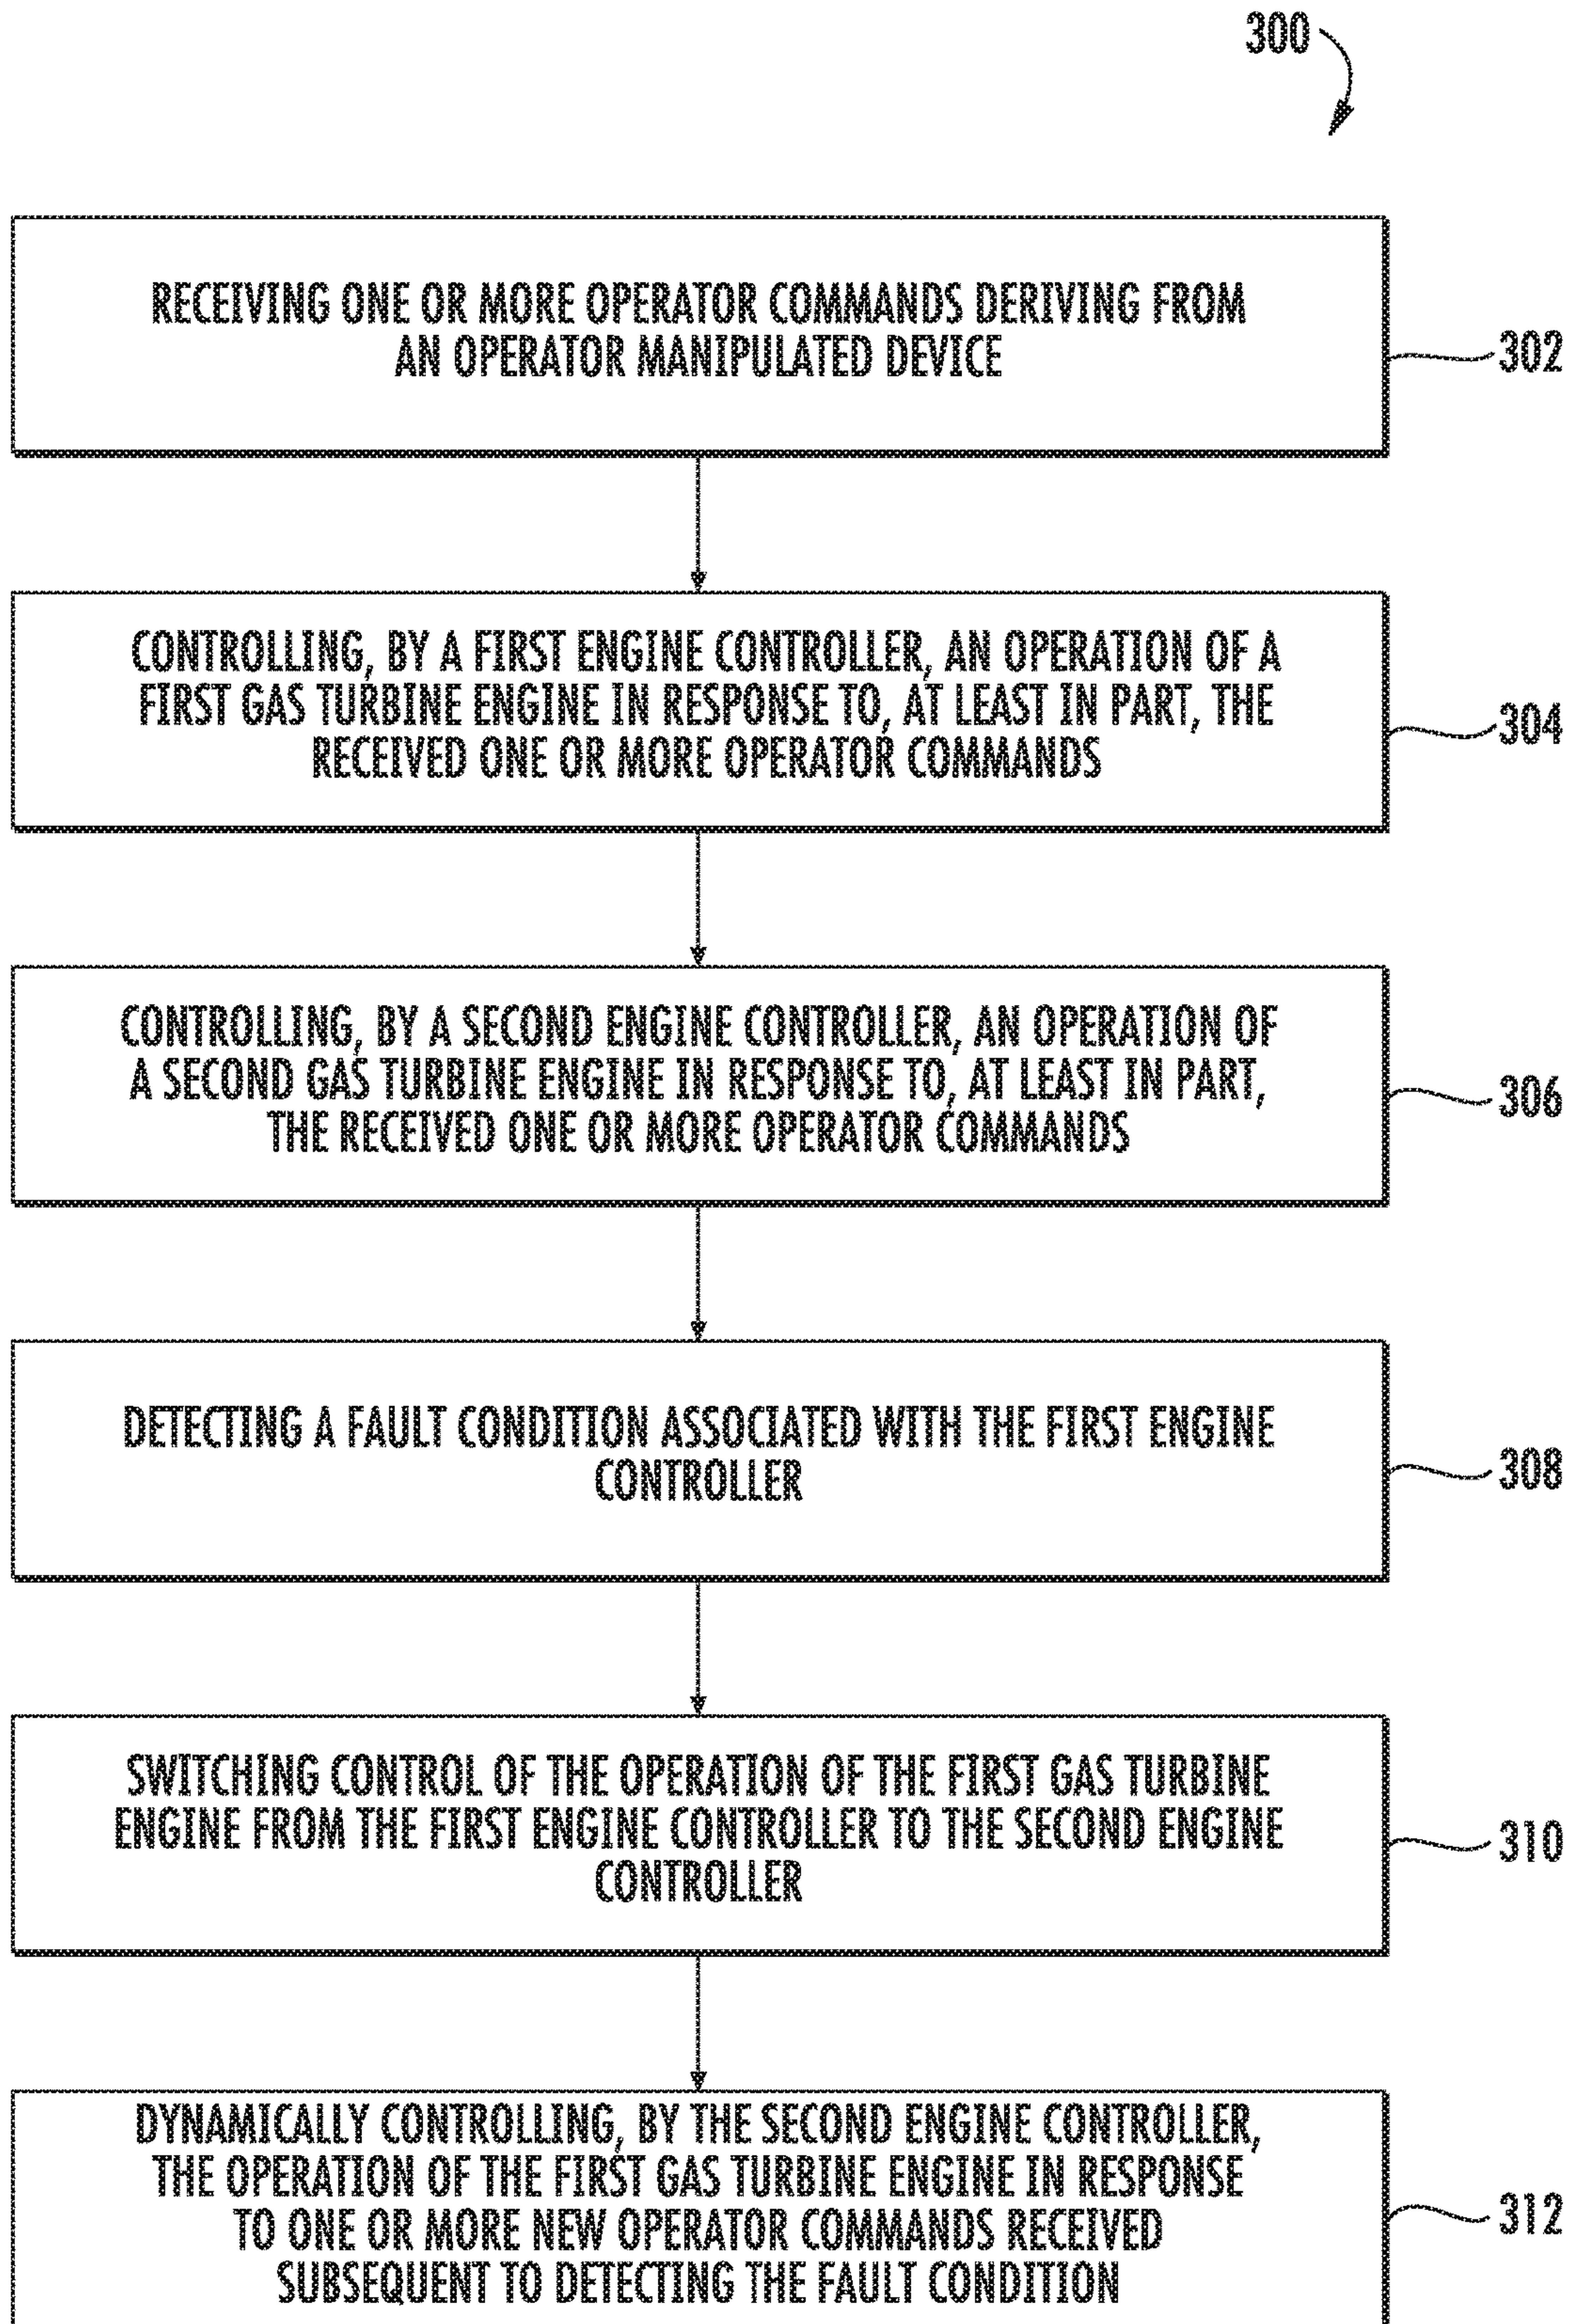 300
RECEIVING ONE OR MORE OPERATOR COMMANDS DERIVING FROM
AN OPERATOR MANIPULATED DEVICE
302
CONTROLLING, BY A FIRST ENGINE CONTROLLER, AN OPERATION OF A
FIRST GAS TURBINE ENGINE IN RESPONSE TO, AT LEAST IN PART, THE
RECEIVED ONE OR MORE OPERATOR COMMANDS
304
CONTROLLING, BY A SECOND ENGINE CONTROLLER, AN OPERATION OF
A SECOND GAS TURBINE ENGINE IN RESPONSE TO, AT LEAST IN PART,
THE RECEIVED ONE OR MORE OPERATOR COMMANDS
306
DETECTING A FAULT CONDITION ASSOCIATED WITH THE FIRST ENGINE
CONTROLLER
308
SWITCHING CONTROL OF THE OPERATION OF THE FIRST GAS TURBINE
ENGINE FROM THE FIRST ENGINE CONTROLLER TO THE SECOND ENGINE
CONTROLLER
310
DYNAMICALLY CONTROLLING, BY THE SECOND ENGINE CONTROLLER,
THE OPERATION OF THE FIRST GAS TURBINE ENGINE IN RESPONSE
TO ONE OR MORE NEW OPERATOR COMMANDS RECEIVED
SUBSEQUENT TO DETECTING THE FAULT CONDITION
312